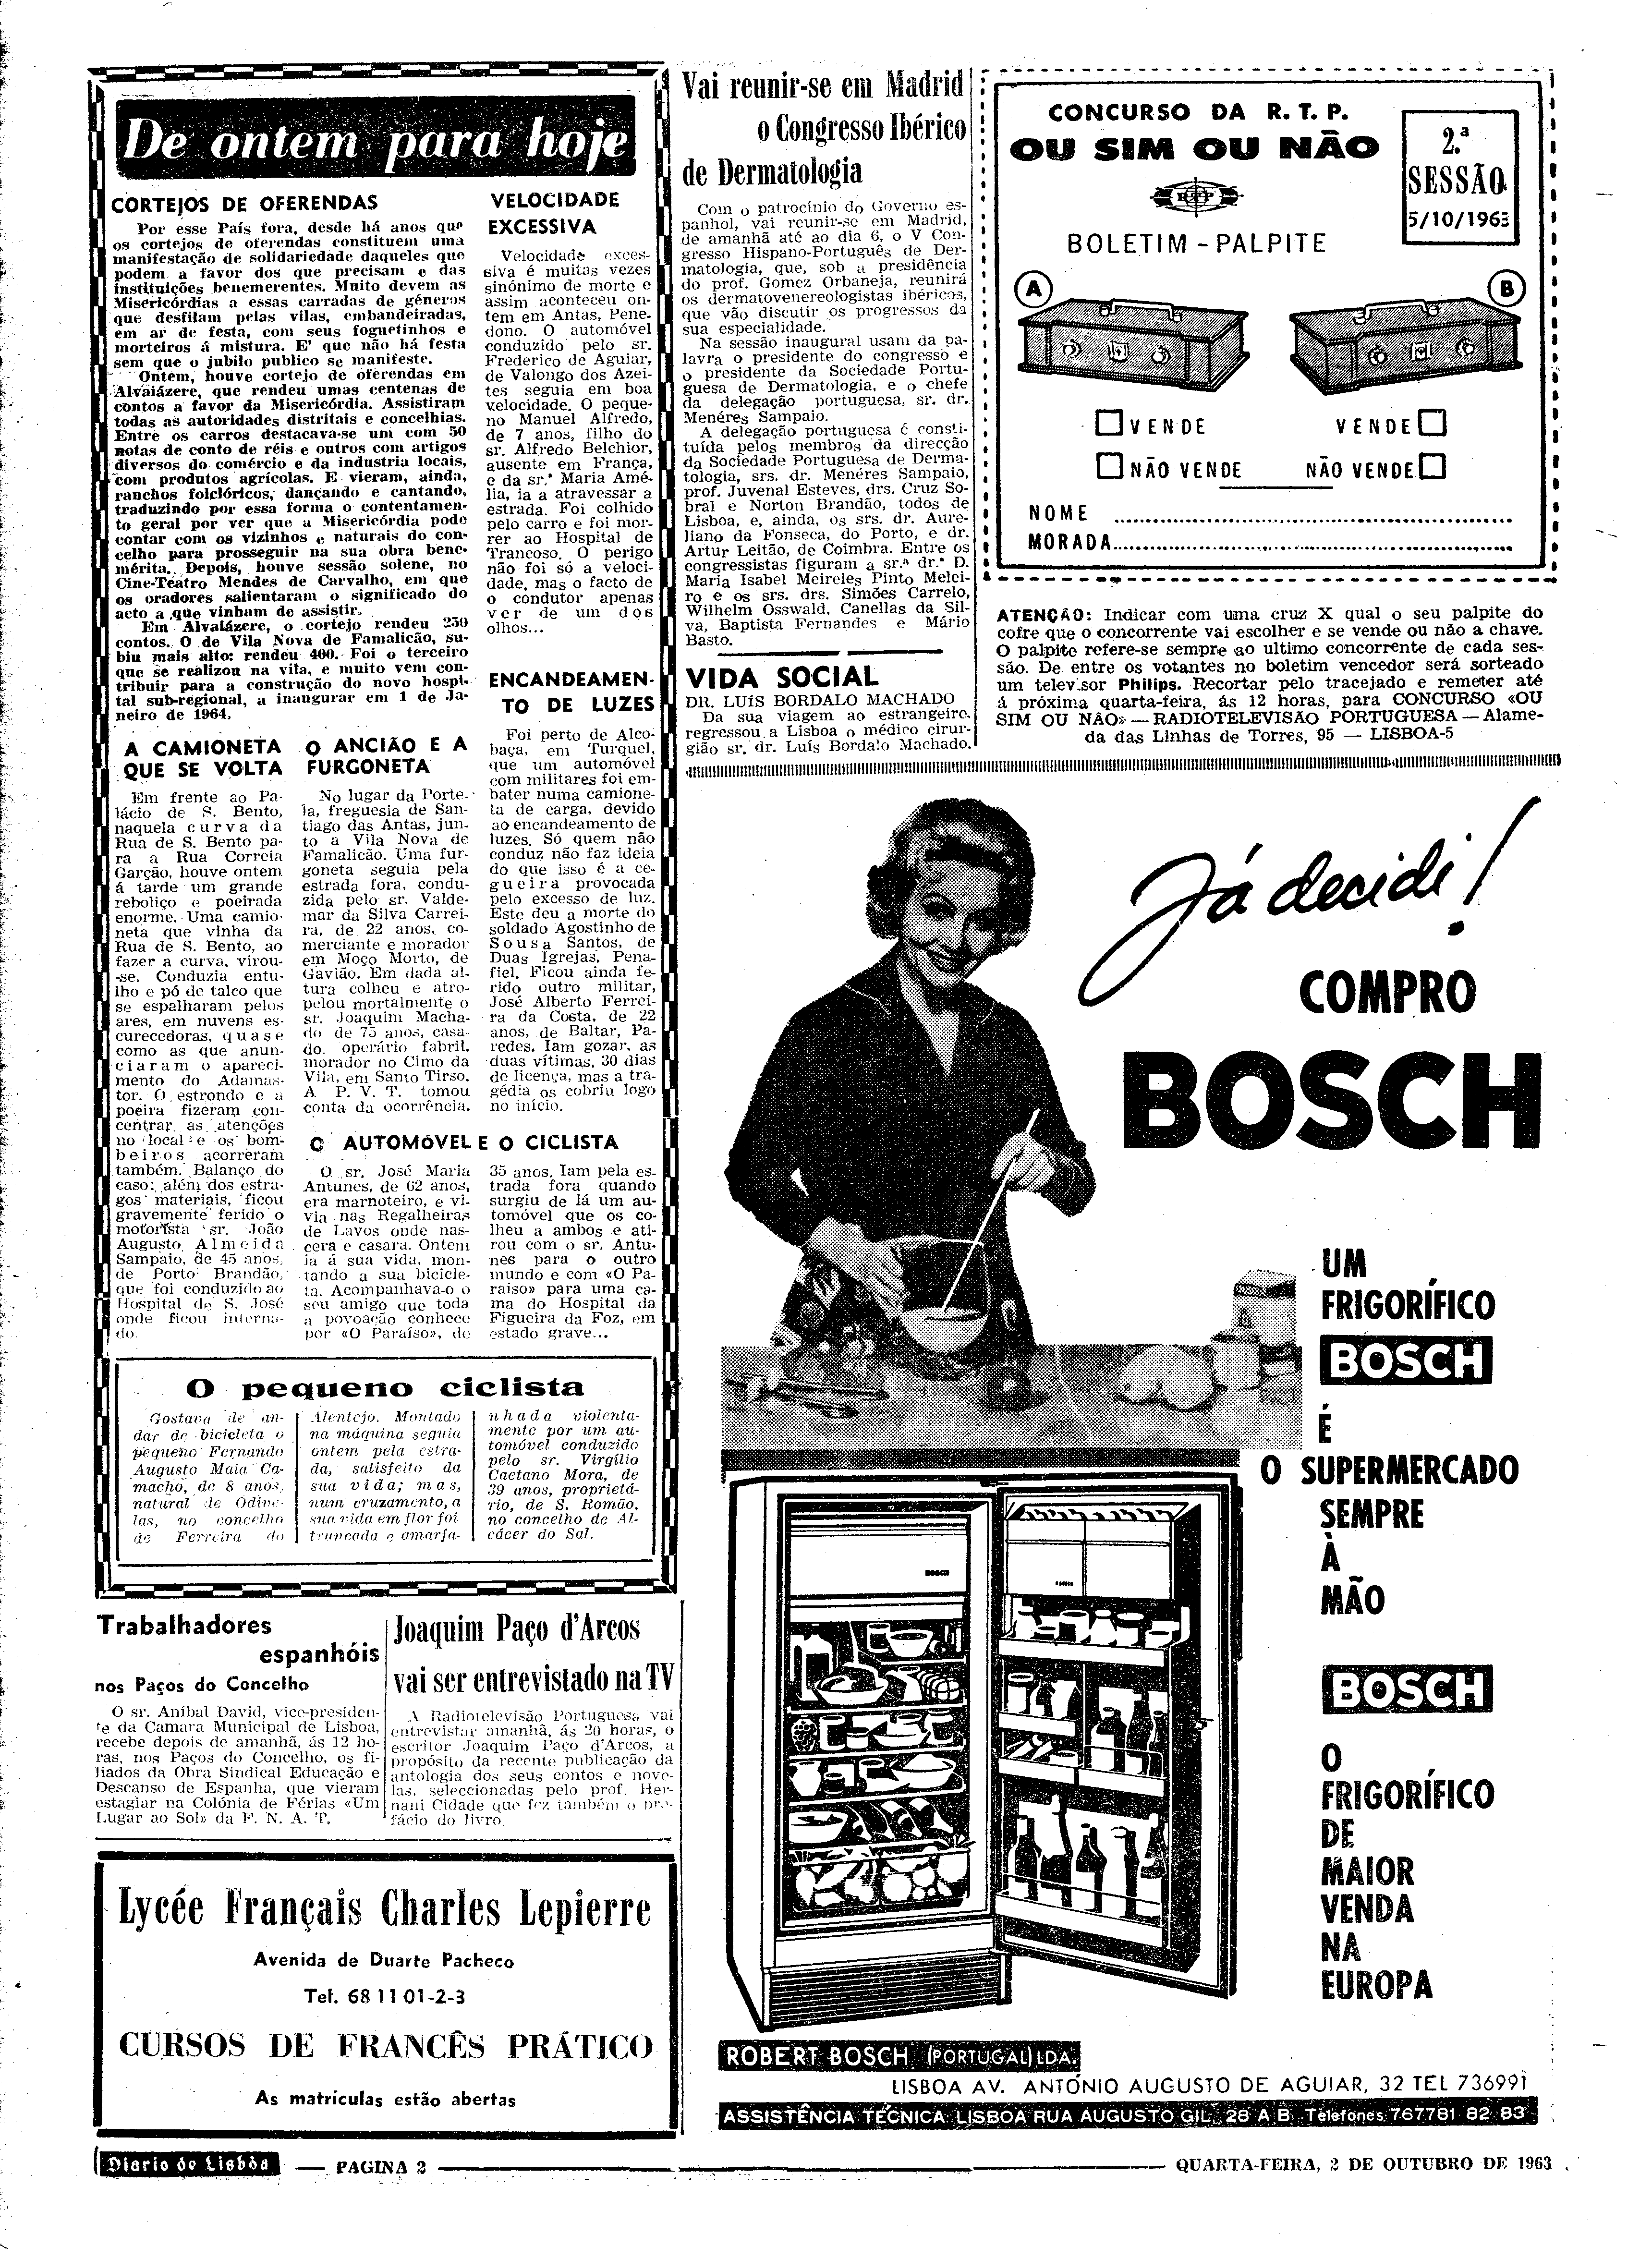 De ontem para hoje
CORTEJOS DE OFERENDAS
Por esse País fora, desde há anos que
os cortejos de oferendas constituem uma
manifestação de solidariedade daqueles que
podem a favor dos que precisam e das
instituições benemerentes. Mnito devem as
Misericórdias a essas carradas de géneros
que desfilam pelas vilas, embandeiradas,
em ar de festa, com seus foguetinhos e
morteiros á mistura. E' que não há festa
sem que o jubilo publico se manifeste.
Ontem, houve cortejo de oferendas em
Alvaiázere, que rendeu umas centenas de
contos a favor da Misericórdia. Assistiram
todas as autoridades distritais e concelhias.
Entre os carros destacava-se um com 50
notas de conto de réis e outros com artigos
diversos do comércio e da industria locais,
com produtos agrícolas. E vieram, ainda,
ranchos folclóricos, dançando e cantando,
traduzindo por essa forma o contentamen-
to geral por ver que a Misericórdia pode
contar com os vizinhos e naturais do con-
celho para prosseguir na sua obra bene-
mérita. Depois, houve sessão solene, no
Cine-Teatro Mendes de Carvalho, em que
os oradores salientaram o significado do
acto a que vinham de assistir.
Em Alvaiázere, o cortejo rendeu 250
contos. O de Vila Nova de Famalicão, su-
biu mais alto: rendeu 400. Foi o terceiro
que se realizou na vila, e muito vem con-
tribuir para a construção do novo hospi-
tal sub-regional, a inaugurar em 1 de Ja-
neiro de 1964.
A CAMIONETA
QUE SE VOLTA
Em frente ao Pa-
lácio de S. Bento,
naquela curva da
Rua de S. Bento pa-
ra a Rua Correia
Garção, houve ontem
á tarde um grande
reboliço e poeirada
enorme. Uma camio-
neta que vinha da
Rua de S. Bento, ao
fazer a curva, virou-
-se. Conduzia entu-
lho e pó de talco que
se espalharam pelos
ares, em nuvens es-
curecedoras, quase
como as que anun-
ciaram o apareci-
mento do Adamas-
tor. O estrondo e a
poeira fizeram con-
centrar as atenções
no local e os bom-
beiros acorreram
também. Balanço do
caso: além dos estra-
gos materiais, ficou
gravemente ferido o
motorista sr. João
Augusto Almeida
Sampaio, de 45 anos,
de Porto Brandão,
que foi conduzido ao
Hospital de S. José
onde ficou interna-
do.
O ANCIÃO E A
FURGONETA
No lugar da Porte-
la, freguesia de San-
tiago das Antas, jun-
to a Vila Nova de
Famalicão. Uma fur-
goneta seguia pela
estrada fora, condu-
zida pelo sr. Valde-
mar da Silva Carrei-
ra, de 22 anos, co-
merciante e morador
em Moço Morto, de
Gavião. Em dada al-
tura colheu e atro-
pelou mortalmente o
sr. Joaquim Macha-
do de 75 anos, casa-
do, operário fabril,
morador no Cimo da
Vila, em Santo Tirso.
A P. V. T. tomou
conta da ocorrência.
VELOCIDADE
EXCESSIVA
Velocidade exces-
siva é muitas vezes
sinónimo de morte e
assim aconteceu on-
tem em Antas, Pene-
dono. O automóvel
conduzido pelo sr.
Frederico de Aguiar,
de Valongo dos Azei-
tes seguia em boa
velocidade. O peque-
no Manuel Alfredo,
de 7 anos, filho do
sr. Alfredo Belchior,
ausente em França,
e da sr.ª Maria Amé-
lia, ia a atravessar a
estrada. Foi colhido
pelo carro e foi mor-
rer ao Hospital de
Trancoso. O perigo
não foi só a veloci-
dade, mas o facto de
o condutor apenas
ver de um dos
olhos...
ENCANDEAMEN-
TO DE LUZES
Foi perto de Alco-
baça, em Turquel,
que um automóvel
com militares foi em-
bater numa camione-
ta de carga, devido
ao encandeamento de
luzes. Só quem não
conduz não faz ideia
do que isso é a ce-
gueira provocada
pelo excesso de luz.
Este deu a morte do
soldado Agostinho de
Sousa Santos, de
Duas Igrejas, Pena-
fiel. Ficou ainda fe-
rido outro militar,
José Alberto Ferrei-
ra da Costa, de 22
anos, de Baltar, Pa-
redes. Iam gozar, as
duas vítimas, 30 dias
de licença, mas a tra-
gédia os cobriu logo
no início.
O AUTOMÓVEL E O CICLISTA
O sr. José Maria
Antunes, de 62 anos,
era marnoteiro, e vi-
via nas Regalheiras
de Lavos onde nas-
cera e casara. Ontem
ia á sua vida, mon-
tando a sua bicicle-
ta. Acompanhava-o o
seu amigo que toda
a povoação conhece
por «O Paraíso», de
35 anos. Iam pela es-
trada fora quando
surgiu de lá um au-
tomóvel que os co-
lheu a ambos e ati-
rou com o sr. Antu-
nes para o outro
mundo e com «O Pa-
raíso» para uma ca-
ma do Hospital da
Figueira da Foz, em
estado grave...
O pequeno ciclista
Gostava de an-
dar de bicicleta o
pequeno Fernando
Augusto Maia Ca-
macho, de 8 anos,
natural de Odive-
las, no concelho
de Ferreira do
Alentejo. Montado
na máquina seguia
ontem pela estra-
da, satisfeito da
sua vida; mas,
num cruzamento, a
sua vida em flor foi
truncada e amarfa-
nhada violenta-
mente por um au-
tomóvel conduzido
pelo sr. Virgílio
Caetano Mora, de
39 anos, proprietá-
rio, de S. Romão,
no concelho de Al-
cácer do Sal.
Trabalhadores
espanhóis
nos Paços do Concelho
O sr. Aníbal David, vice-presiden-
te da Camara Municipal de Lisboa,
recebe depois de amanhã, ás 12 ho-
ras, nos Paços do Concelho, os fi-
liados da Obra Sindical Educação e
Descanso de Espanha, que vieram
estagiar na Colónia de Férias «Um
Lugar ao Sol» da F. N. A. T.
Joaquim Paço d'Arcos
vai ser entrevistado na TV
A Radiotelevisão Portuguesa vai
entrevistar amanhã, ás 20 horas, o
escritor Joaquim Paço d'Arcos, a
propósito da recente publicação da
antologia dos seus contos e nove-
las, seleccionadas pelo prof. Her-
nani Cidade que fez também o pre-
fácio do livro.
Lycée Français Charles Lepierre
Avenida de Duarte Pacheco
Tel. 68 11 01-2-3
CURSOS DE FRANCÊS PRÁTICO
As matrículas estão abertas
Vai reunir-se em Madrid
o Congresso Ibérico
de Dermatologia
Com o patrocínio do Governo es-
panhol, vai reunir-se em Madrid,
de amanhã até ao dia 6, o V Con-
gresso Hispano-Português de Der-
matologia, que, sob a presidência
do prof. Gomez Orbaneja, reunirá
os dermatovenereologistas ibéricos,
que vão discutir os progressos da
sua especialidade.
Na sessão inaugural usam da pa-
lavra o presidente do congresso e
o presidente da Sociedade Portu-
guesa de Dermatologia, e o chefe
da delegação portuguesa, sr. dr.
Menéres Sampaio.
A delegação portuguesa é consti-
tuída pelos membros da direcção
da Sociedade Portuguesa de Derma-
tologia, srs. dr. Menéres Sampaio,
prof. Juvenal Esteves, drs. Cruz So-
bral e Norton Brandão, todos de
Lisboa, e, ainda, os srs. dr. Aure-
liano da Fonseca, do Porto, e dr.
Artur Leitão, de Coimbra. Entre os
congressistas figuram a sr.ª dr.ª D.
Maria Isabel Meireles Pinto Melei-
ro e os srs. drs. Simões Carrelo,
Wilhelm Osswald, Canellas da Sil-
va, Baptista Fernandes e Mário
Basto.
VIDA SOCIAL
DR. LUÍS BORDALO MACHADO
Da sua viagem ao estrangeiro,
regressou a Lisboa o médico cirur-
gião sr. dr. Luís Bordalo Machado.
CONCURSO DA R. T. P.
OU SIM OU NÃO
RTP
BOLETIM - PALPITE
2.ª
SESSÃO
5/10/1963
A
B
VENDE
VENDE
NÃO VENDE
NÃO VENDE
NOME
MORADA
ATENÇÃO: Indicar com uma cruz X qual o seu palpite do
cofre que o concorrente vai escolher e se vende ou não a chave.
O palpite refere-se sempre ao ultimo concorrente de cada ses-
são. De entre os votantes no boletim vencedor será sorteado
um televisor Philips. Recortar pelo tracejado e remeter até
á próxima quarta-feira, ás 12 horas, para CONCURSO «OU
SIM OU NÃO» — RADIOTELEVISÃO PORTUGUESA — Alame-
da das Linhas de Torres, 95 — LISBOA-5
Já decidi!
COMPRO
BOSCH
UM
FRIGORÍFICO
BOSCH
É
O SUPERMERCADO
SEMPRE
À
MÃO
BOSCH
BOSCH
O
FRIGORÍFICO
DE
MAIOR
VENDA
NA
EUROPA
ROBERT BOSCH (PORTUGAL) LDA.
LISBOA AV. ANTÓNIO AUGUSTO DE AGUIAR, 32 TEL 736991
ASSISTÊNCIA TÉCNICA LISBOA RUA AUGUSTO GIL, 28 A B Telefones 767781 82 83
Diario de Lisbôa — PAGINA 2 — QUARTA-FEIRA, 2 DE OUTUBRO DE 1963